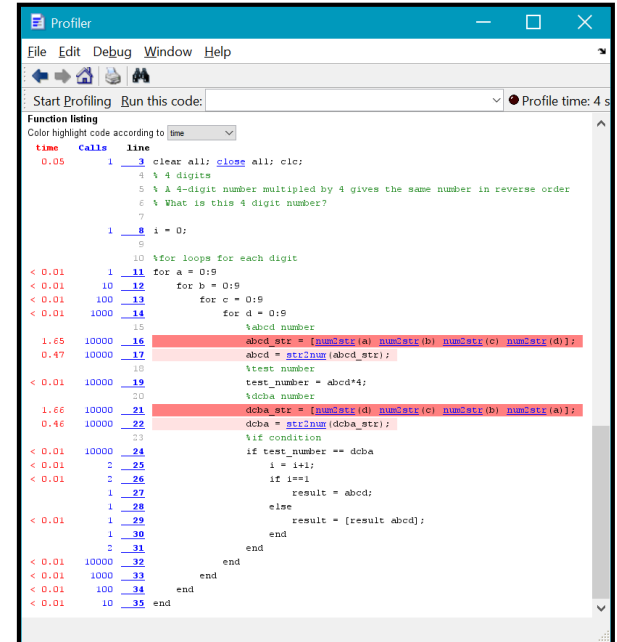 Profiler
File Edit Debug Window Help
Start Profiling Run this code: Profile time: 4 s
Function listing
Color highlight code according to time
time Calls line
0.05 1 3 clear all; close all; clc;
4 % 4 digits
5 % A 4-digit number multipled by 4 gives the same number in reverse order
6 % What is this 4 digit number?
7
1 8 i = 0;
9
10 %for loops for each digit
< 0.01 1 11 for a = 0:9
< 0.01 10 12 for b = 0:9
< 0.01 100 13 for c = 0:9
< 0.01 1000 14 for d = 0:9
15 %abcd number
1.65 10000 16 abcd_str = [num2str(a) num2str(b) num2str(c) num2str(d)];
0.47 10000 17 abcd = str2num(abcd_str);
18 %test number
< 0.01 10000 19 test_number = abcd*4;
20 %dcba number
1.66 10000 21 dcba_str = [num2str(d) num2str(c) num2str(b) num2str(a)];
0.46 10000 22 dcba = str2num(dcba_str);
23 %if condition
< 0.01 10000 24 if test_number == dcba
< 0.01 2 25 i = i+1;
< 0.01 2 26 if i==1
1 27 result = abcd;
1 28 else
< 0.01 1 29 result = [result abcd];
1 30 end
2 31 end
< 0.01 10000 32 end
< 0.01 1000 33 end
< 0.01 100 34 end
< 0.01 10 35 end